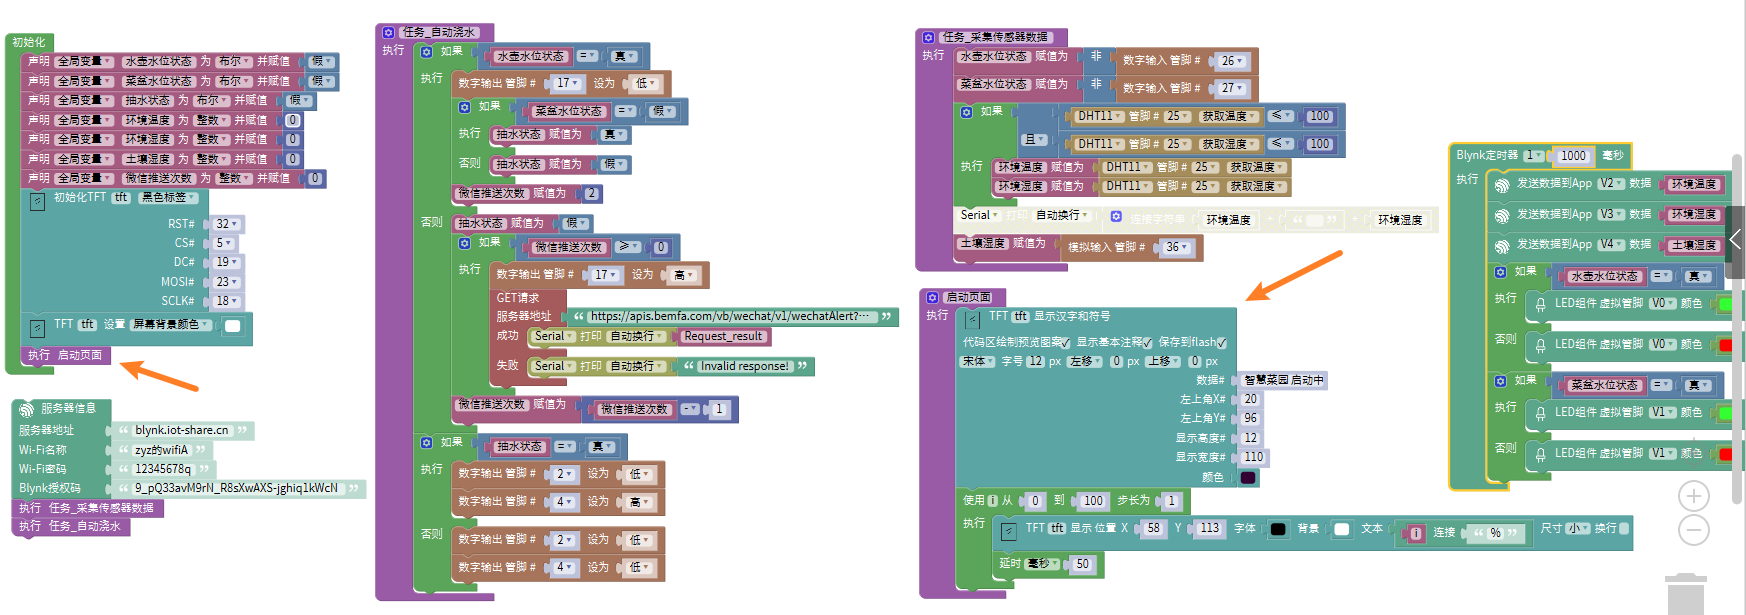 初始化
声明 全局变量 水壶水位状态 为 布尔 并赋值 假
声明 全局变量 菜盆水位状态 为 布尔 并赋值 假
声明 全局变量 抽水状态 为 布尔 并赋值 假
声明 全局变量 环境温度 为 整数 并赋值 0
声明 全局变量 环境湿度 为 整数 并赋值 0
声明 全局变量 土壤湿度 为 整数 并赋值 0
声明 全局变量 微信推送次数 为 整数 并赋值 0
初始化TFT tft 黑色标签
RST# 32
CS# 5
DC# 19
MOSI# 23
SCLK# 18
TFT tft 设置 屏幕背景颜色
执行 启动页面
服务器信息
服务器地址 “ blynk.iot-share.cn ”
Wi-Fi名称 “ zyz的wifiA ”
Wi-Fi密码 “ 12345678q ”
Blynk授权码 “ 9_pQ33avM9rN_R8sXwAXS-jghiq1kWcN ”
执行 任务_采集传感器数据
执行 任务_自动浇水
任务_自动浇水
执行 如果 水壶水位状态 = 真
执行 数字输出 管脚 # 17 设为 低
如果 菜盆水位状态 = 假
执行 抽水状态 赋值为 真
否则 抽水状态 赋值为 假
微信推送次数 赋值为 2
否则 抽水状态 赋值为 假
如果 微信推送次数 ≥ 0
执行 数字输出 管脚 # 17 设为 高
GET请求
服务器地址 “ https://apis.bemfa.com/vb/wechat/v1/wechatAlert?··· ”
成功 Serial 打印 自动换行 Request_result
失败 Serial 打印 自动换行 “ Invalid response! ”
微信推送次数 赋值为 微信推送次数 - 1
如果 抽水状态 = 真
执行 数字输出 管脚 # 2 设为 低
数字输出 管脚 # 4 设为 高
否则 数字输出 管脚 # 2 设为 低
数字输出 管脚 # 4 设为 低
任务_采集传感器数据
执行 水壶水位状态 赋值为 非 数字输入 管脚 # 26
菜盆水位状态 赋值为 非 数字输入 管脚 # 27
如果 DHT11 管脚 # 25 获取温度 ≤ 100
且
DHT11 管脚 # 25 获取湿度 ≤ 100
执行 环境温度 赋值为 DHT11 管脚 # 25 获取温度
环境湿度 赋值为 DHT11 管脚 # 25 获取湿度
Serial 打印 自动换行 连接字符串 环境温度 + “ ” + 环境湿度
土壤湿度 赋值为 模拟输入 管脚 # 36
启动页面
执行 TFT tft 显示汉字和符号
代码区绘制预览图案 显示基本注释 保存到flash
宋体 字号 12 px 左移 0 px 上移 0 px
数据# 智慧菜园 启动中
左上角X# 20
左上角Y# 96
显示高度# 12
显示宽度# 110
颜色
使用 i 从 0 到 100 步长为 1
执行 TFT tft 显示 位置 X 58 Y 113 字体 背景 文本 i 连接 “ % ” 尺寸 小 换行
延时 毫秒 50
Blynk定时器 1 1000 毫秒
执行 发送数据到App V2 数据 环境温度
发送数据到App V3 数据 环境湿度
发送数据到App V4 数据 土壤湿度
如果 水壶水位状态 = 真
执行 LED组件 虚拟管脚 V0 颜色
否则 LED组件 虚拟管脚 V0 颜色
如果 菜盆水位状态 = 真
执行 LED组件 虚拟管脚 V1 颜色
否则 LED组件 虚拟管脚 V1 颜色